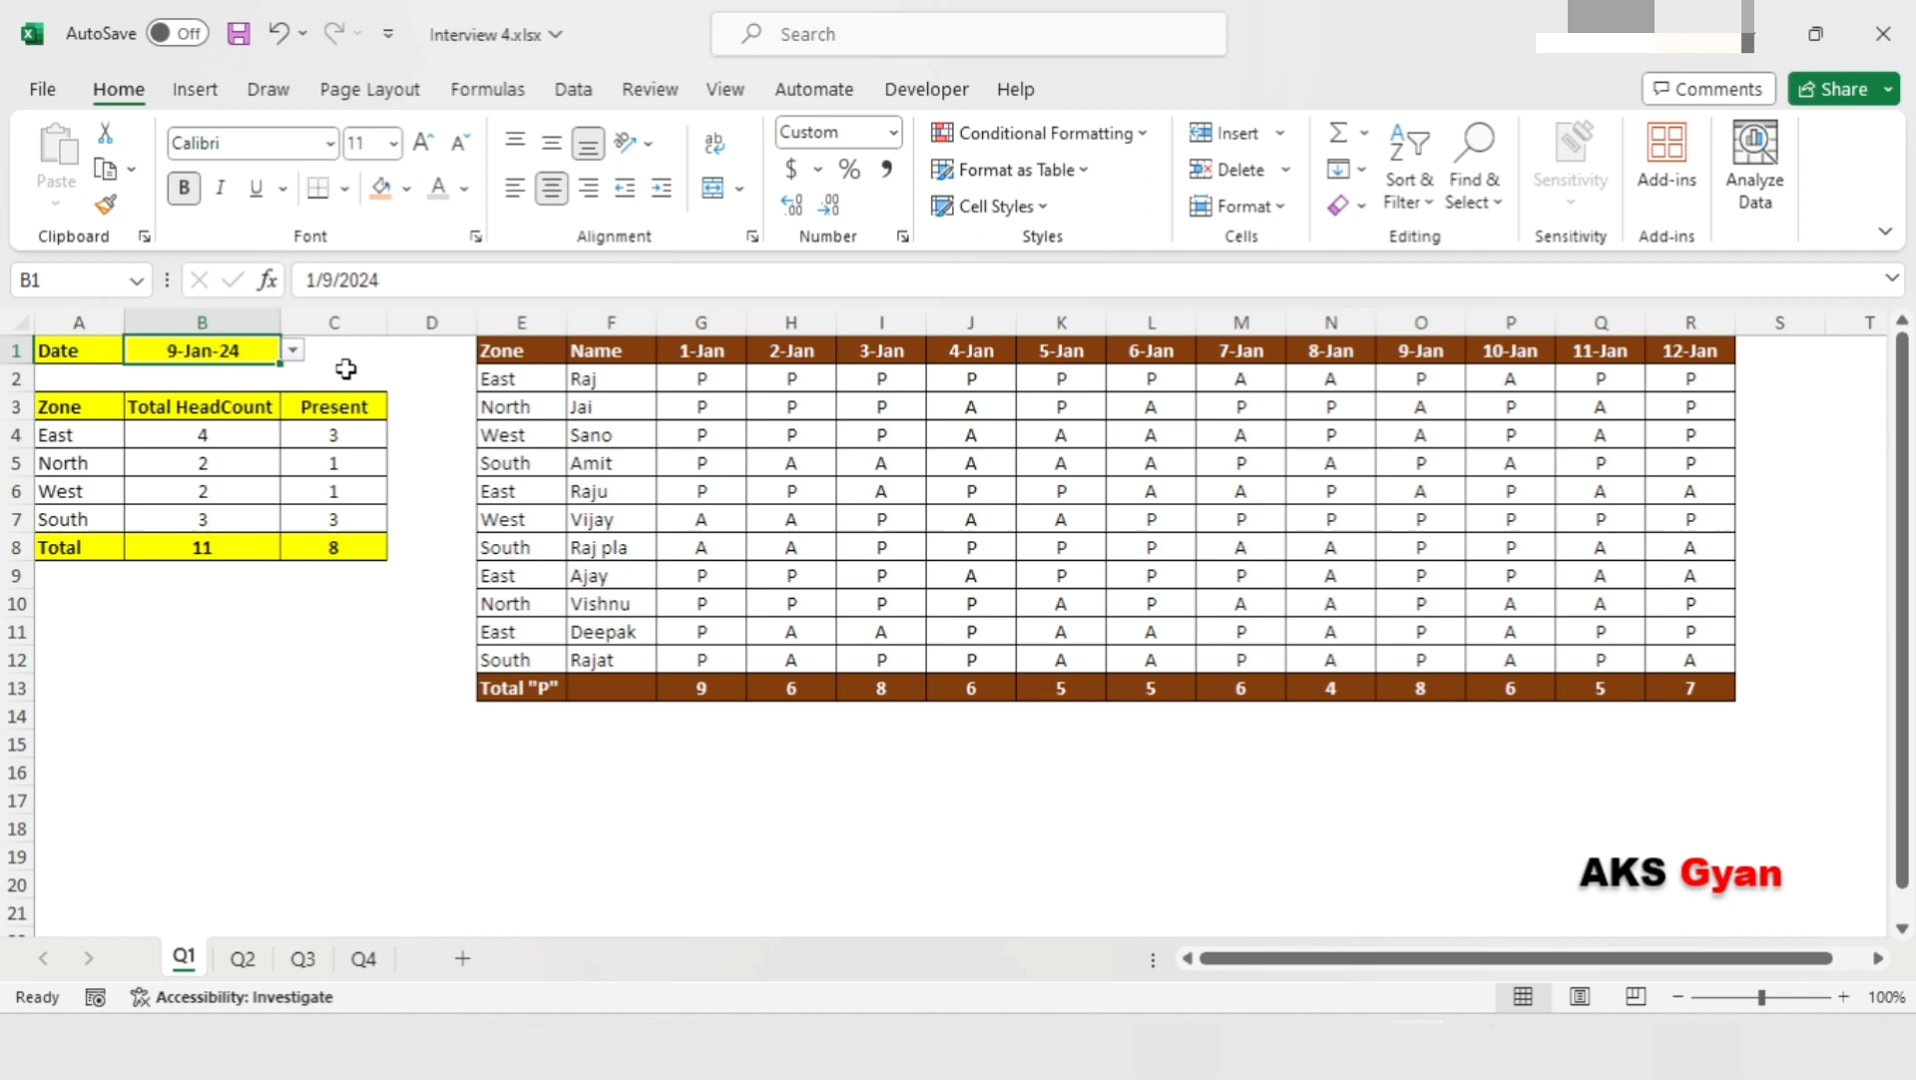 AutoSave Off Interview 4.xlsx Search
File Home Insert Draw Page Layout Formulas Data Review View Automate Developer Help Comments Share
Paste Calibri 11 B I U Custom $ % Conditional Formatting Format as Table Cell Styles Insert Delete Format Sort & Filter Find & Select Sensitivity Add-ins Analyze Data
Clipboard Font Alignment Number Styles Cells Editing Sensitivity Add-ins
B1 fx 1/9/2024
A B C D E F G H I J K L M N O P Q R S T
1 Date 9-Jan-24 Zone Name 1-Jan 2-Jan 3-Jan 4-Jan 5-Jan 6-Jan 7-Jan 8-Jan 9-Jan 10-Jan 11-Jan 12-Jan
2 East Raj P P P P P P A A P A P P
3 Zone Total HeadCount Present North Jai P P P A P A P P A P A P
4 East 4 3 West Sano P P P A A A A P A P A P
5 North 2 1 South Amit P A A A A A P A P A P P
6 West 2 1 East Raju P P A P P A A P A P A A
7 South 3 3 West Vijay A A P A A P P P P P P P
8 Total 11 8 South Raj pla A A P P P P A A P P A A
9 East Ajay P P P A P P P A P P A A
10 North Vishnu P P P P A P A A P A A P
11 East Deepak P A A P A A P A P A P P
12 South Rajat P A P P A A P A P A P A
13 Total "P" 9 6 8 6 5 5 6 4 8 6 5 7
14
15
16
17
18
19
20
21
AKS Gyan
Q1 Q2 Q3 Q4
Ready Accessibility: Investigate 100%